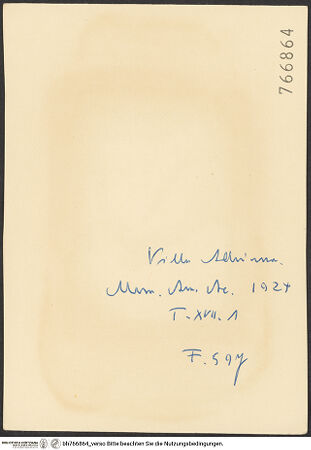 766864
Villa Adriana.
Mem. Am. Ac. 1924
T. XVII. 1
F. 597
bh766864_verso Bitte beachten Sie die Nutzungsbedingungen.